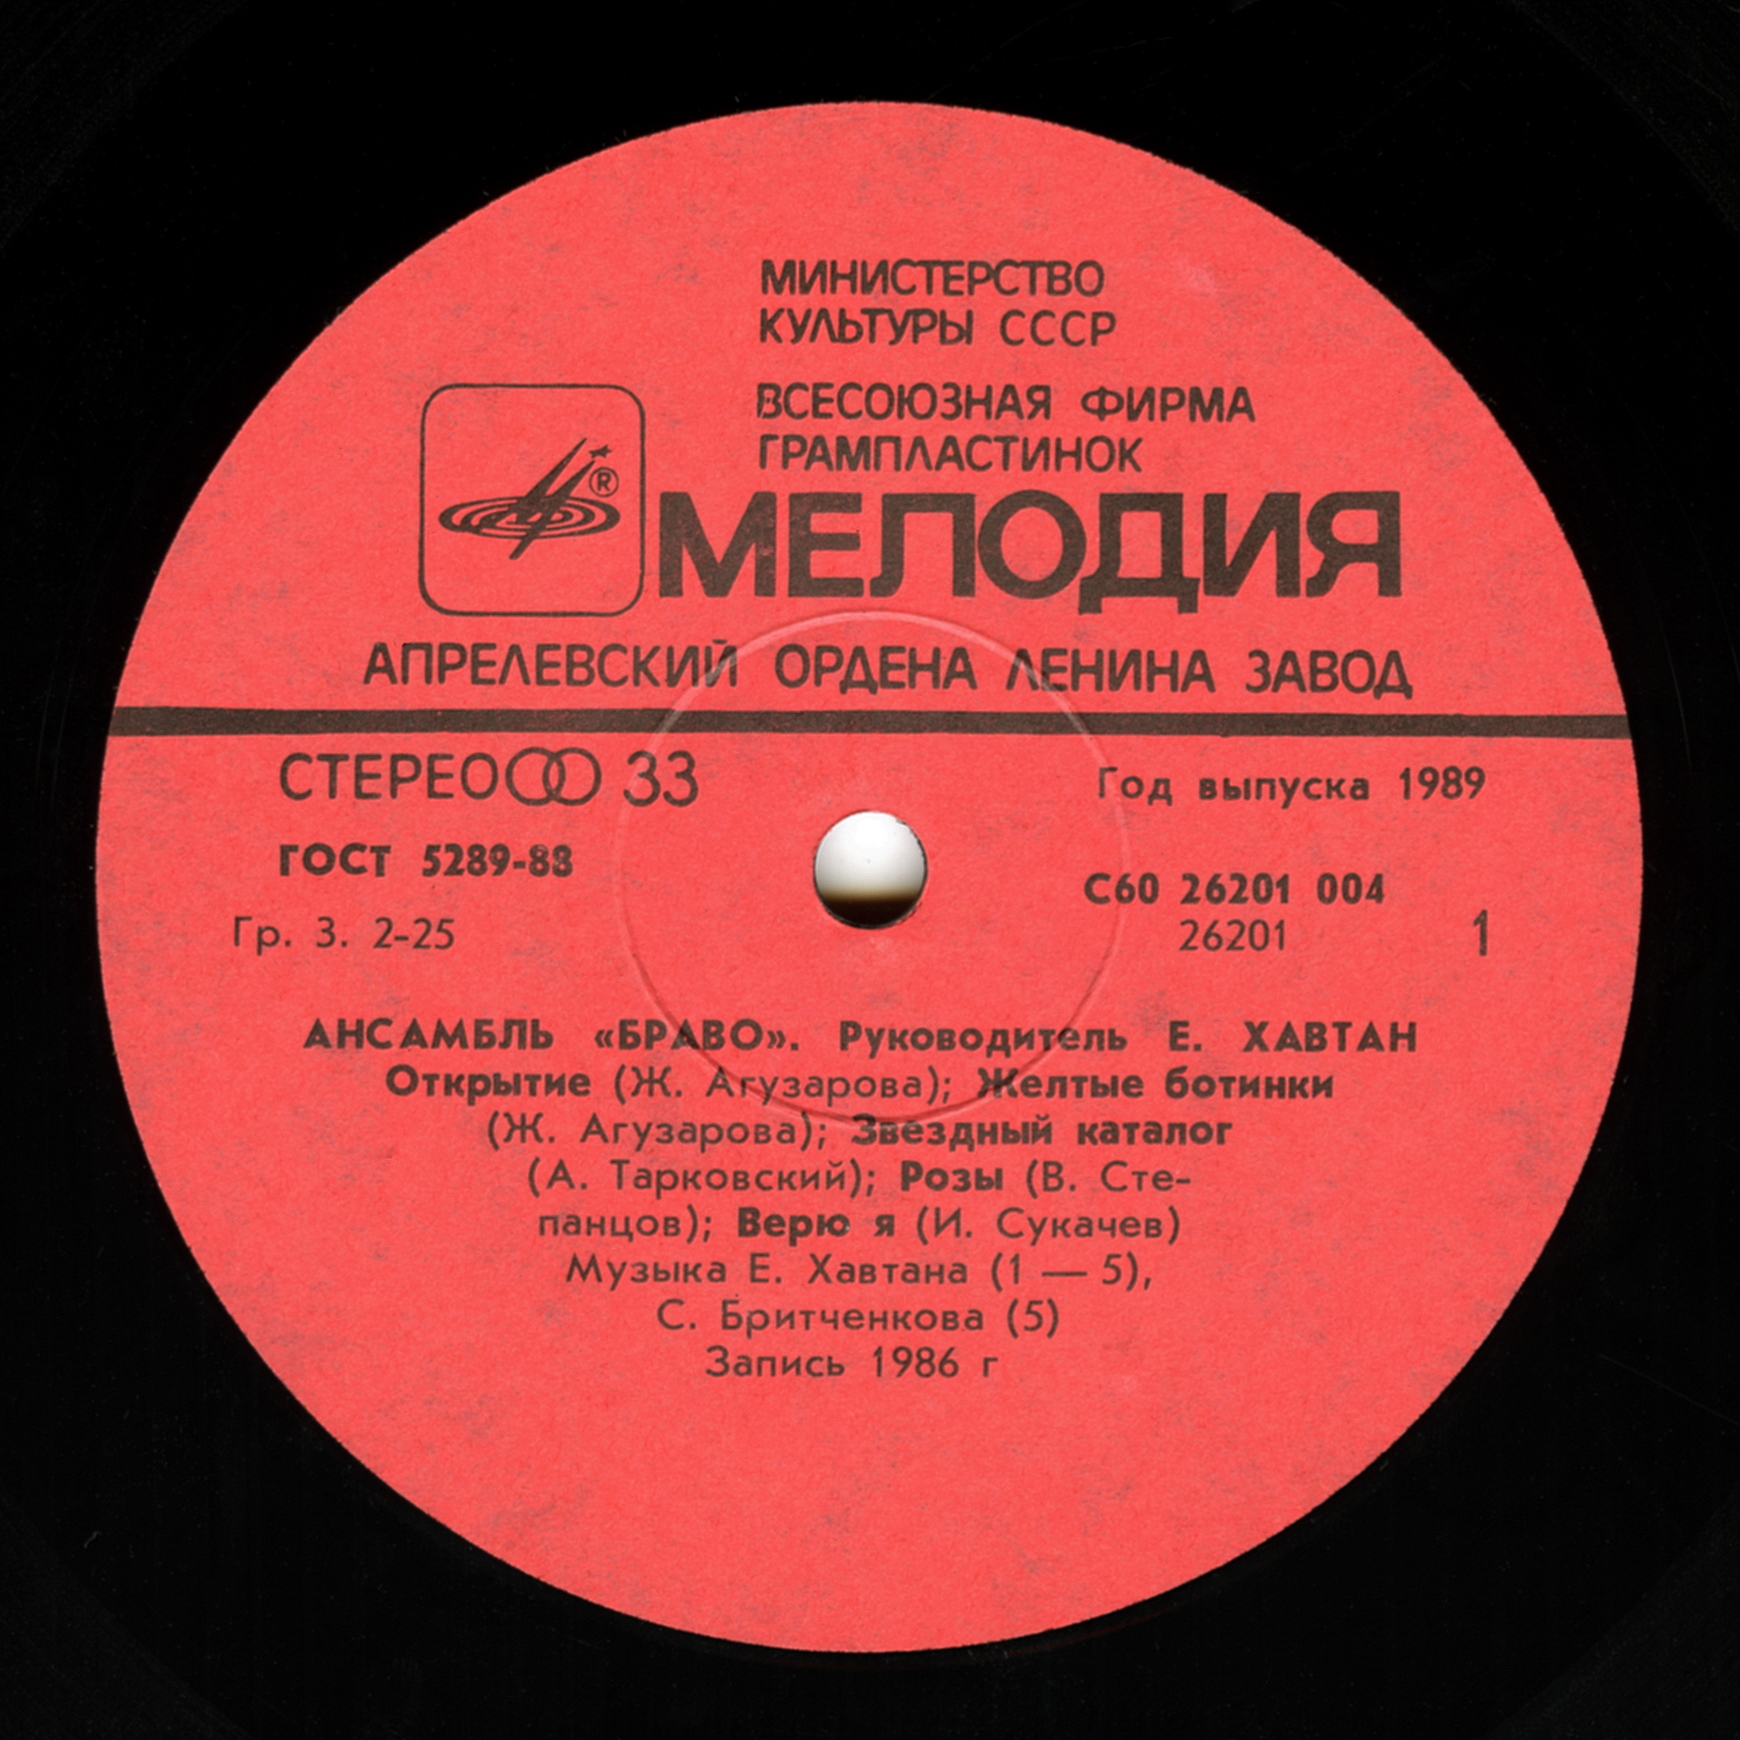 МИНИСТЕРСТВО
КУЛЬТУРЫ СССР
ВСЕСОЮЗНАЯ ФИРМА
ГРАМПЛАСТИНОК
®
МЕЛОДИЯ
АПРЕЛЕВСКИЙ ОРДЕНА ЛЕНИНА ЗАВОД
СТЕРЕО 33
Год выпуска 1989
ГОСТ 5289-88
С60 26201 004
Гр. 3. 2-25
26201
1
АНСАМБЛЬ «БРАВО». Руководитель Е. ХАВТАН
Открытие (Ж. Агузарова); Желтые ботинки
(Ж. Агузарова); Звездный каталог
(А. Тарковский); Розы (В. Сте-
панцов); Верю я (И. Сукачев)
Музыка Е. Хавтана (1 — 5),
С. Бритченкова (5)
Запись 1986 г